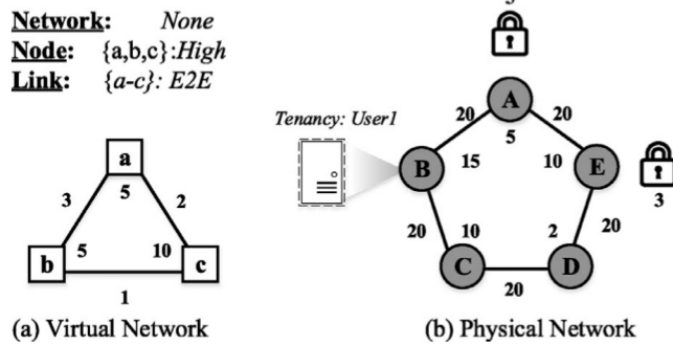 Network: None
Node: {a,b,c}:High
Link: {a-c}: E2E
a
5
3
2
b
5
10
c
1
(a) Virtual Network
Tenancy: User1
A
20
20
5
B
15
10
E
3
20
10
2
20
C
D
20
(b) Physical Network